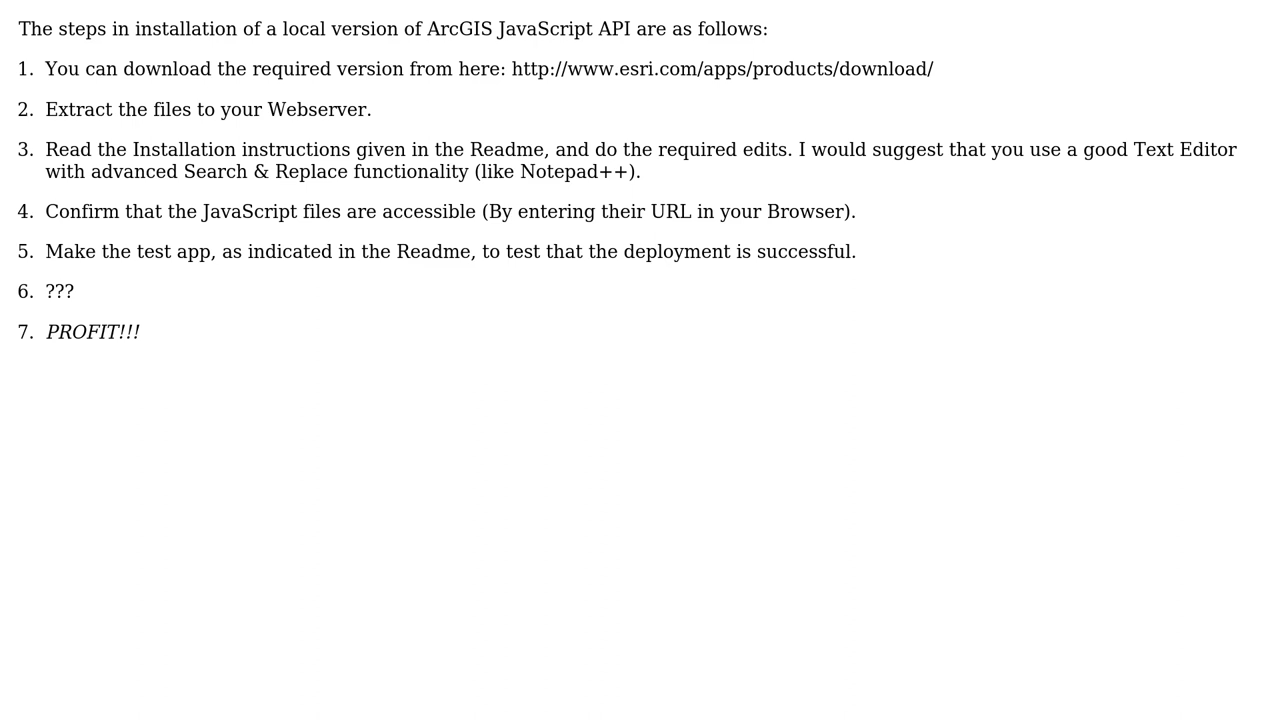 The steps in installation of a local version of ArcGIS JavaScript API are as follows:
1. You can download the required version from here: http://www.esri.com/apps/products/download/
2. Extract the files to your Webserver.
3. Read the Installation instructions given in the Readme, and do the required edits. I would suggest that you use a good Text Editor
with advanced Search & Replace functionality (like Notepad++).
4. Confirm that the JavaScript files are accessible (By entering their URL in your Browser).
5. Make the test app, as indicated in the Readme, to test that the deployment is successful.
6. ???
7. PROFIT!!!